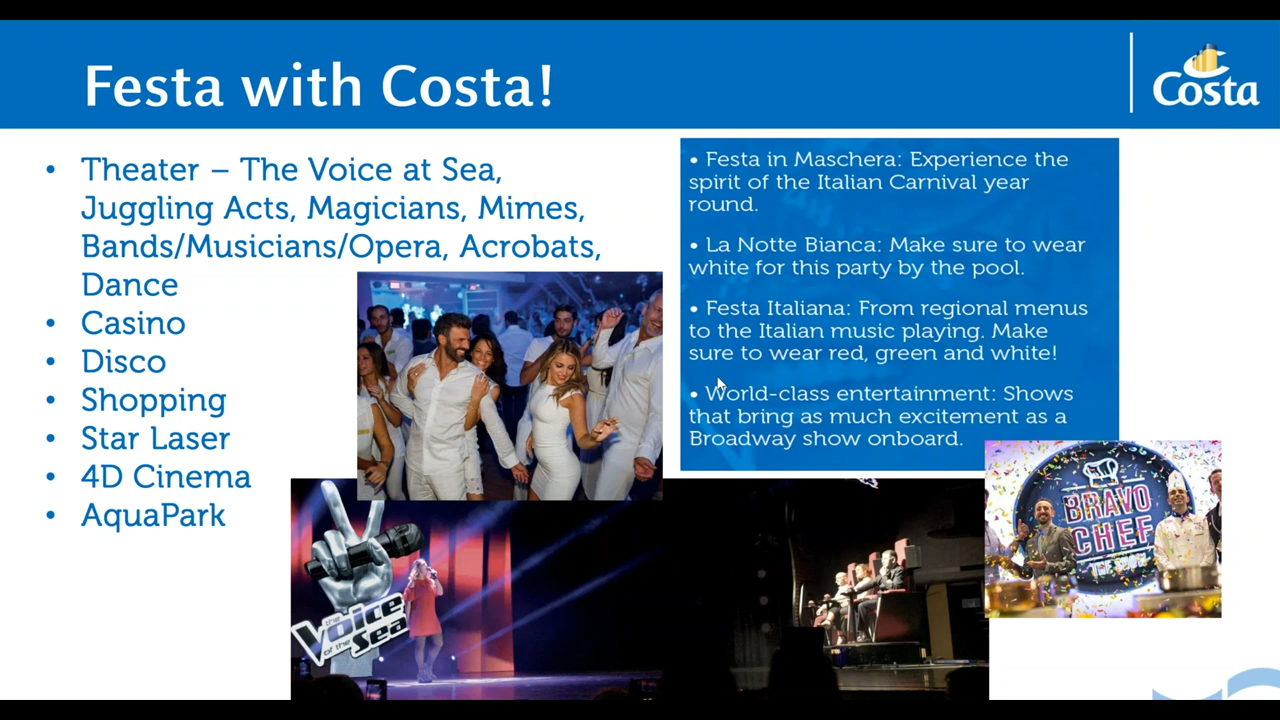 Festa with Costa!
Costa
• Theater – The Voice at Sea,
Juggling Acts, Magicians, Mimes,
Bands/Musicians/Opera, Acrobats,
Dance
• Casino
• Disco
• Shopping
• Star Laser
• 4D Cinema
• AquaPark
• Festa in Maschera: Experience the
spirit of the Italian Carnival year
round.
• La Notte Bianca: Make sure to wear
white for this party by the pool.
• Festa Italiana: From regional menus
to the Italian music playing. Make
sure to wear red, green and white!
• World-class entertainment: Shows
that bring as much excitement as a
Broadway show onboard.
the
Voice
of the
Sea
BRAVO
CHEF
THE SHOW